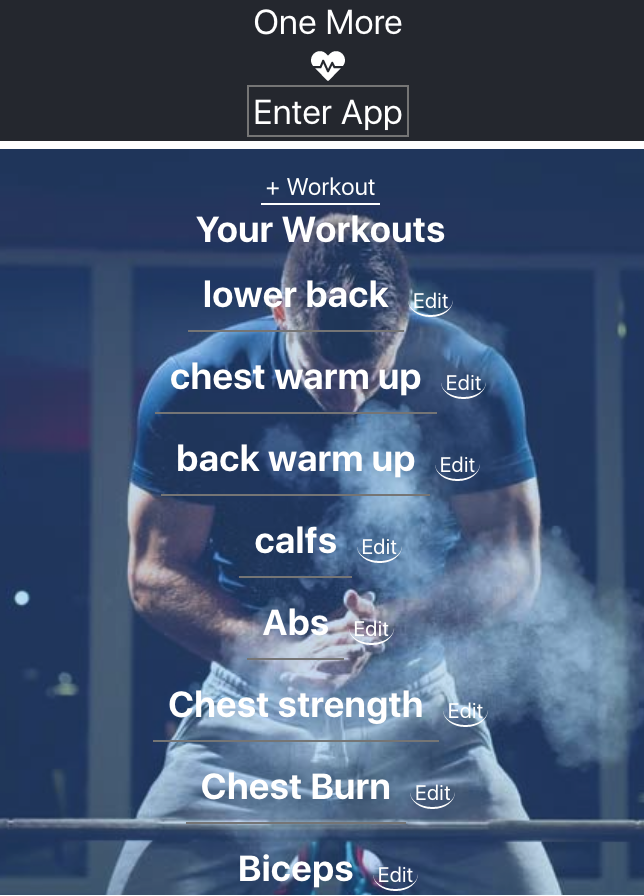 One More
Enter App
+ Workout
Your Workouts
lower back Edit
chest warm up Edit
back warm up Edit
calfs Edit
Abs Edit
Chest strength Edit
Chest Burn Edit
Biceps Edit